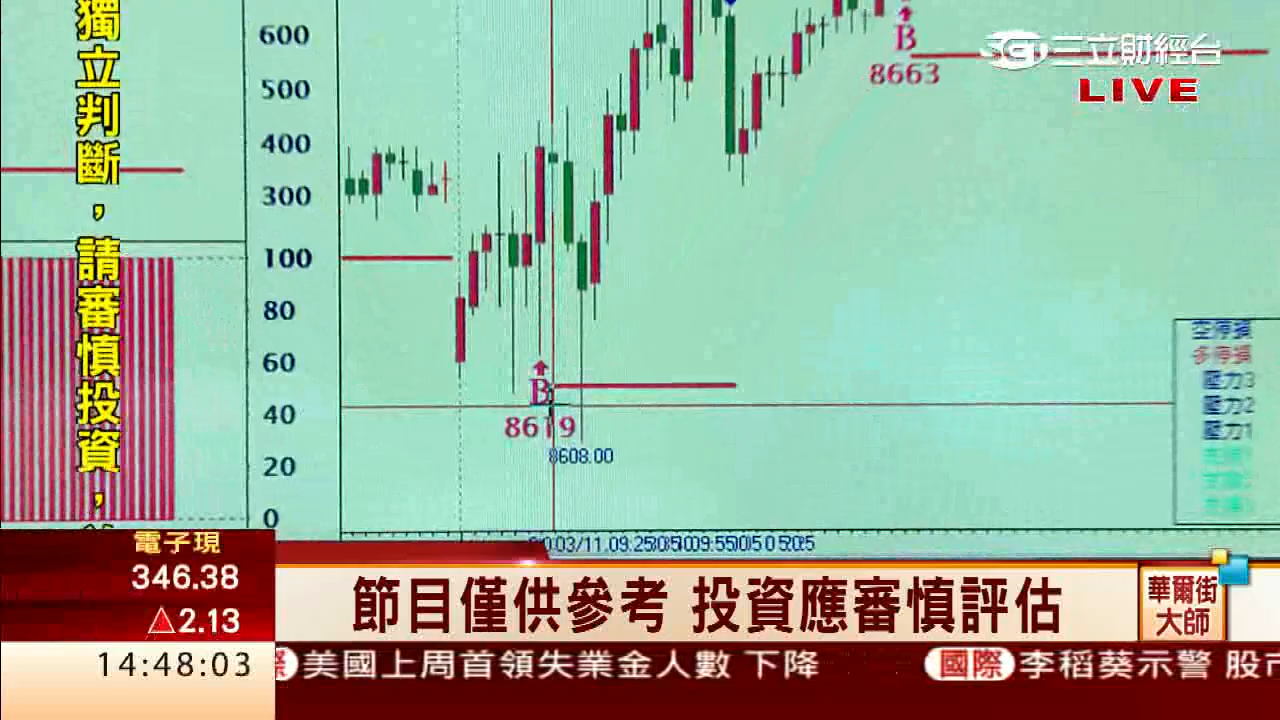 獨立判斷，請審慎投資，
600
500
400
300
100
80
60
40
20
0
B
8663
三立財經台
LIVE
B
8619
8608.00
空停損
多停損
壓力3
壓力2
壓力1
電子現
346.38
△2.13
14:48:03
節目僅供參考 投資應審慎評估
華爾街
大師
美國上周首領失業金人數 下降
國際 李稻葵示警 股市